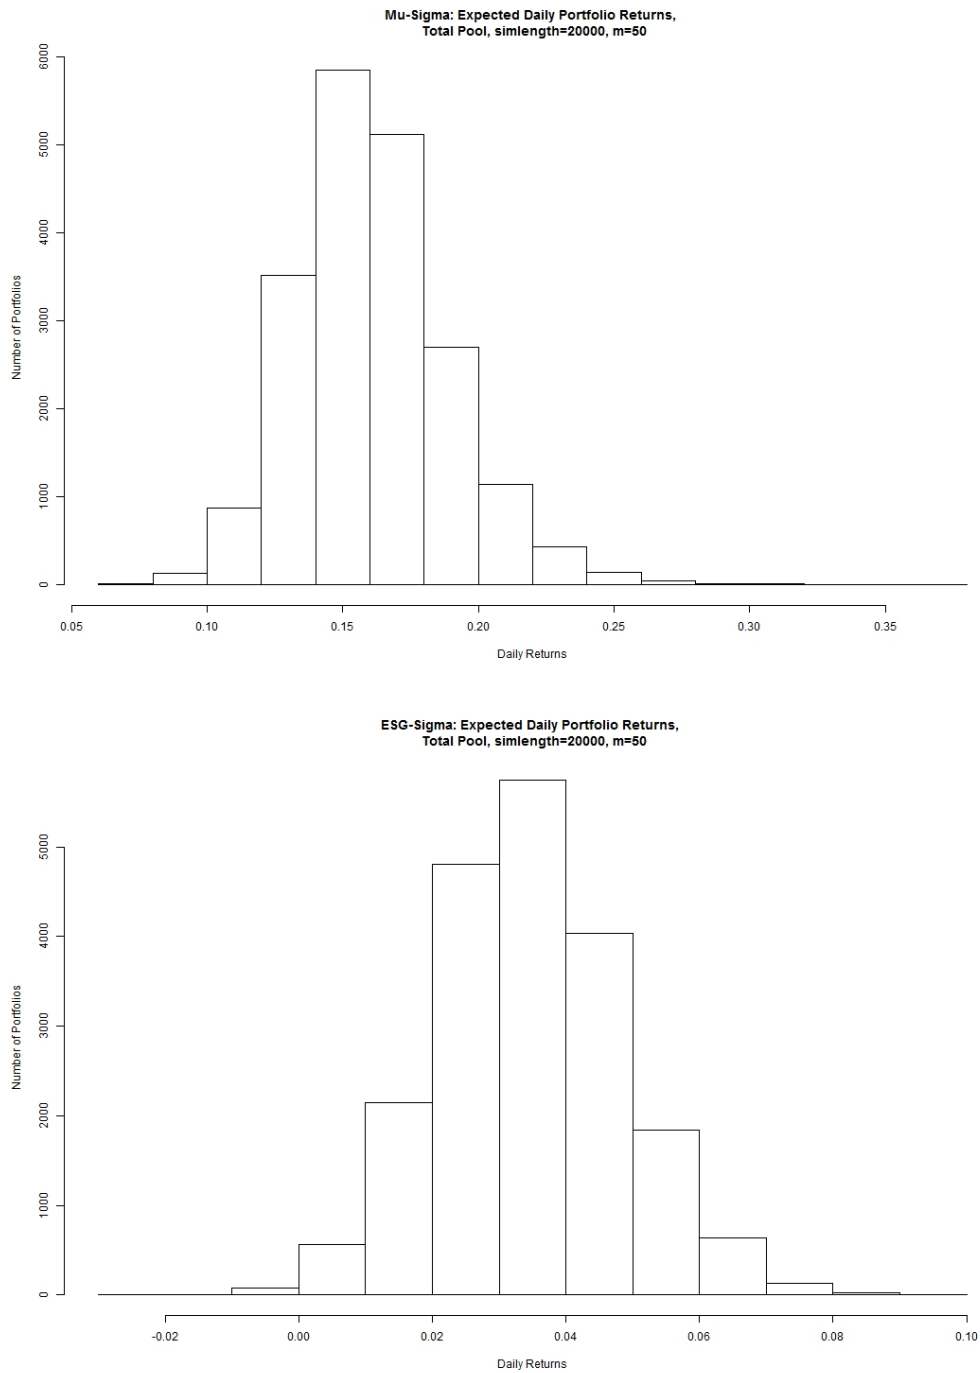 Mu-Sigma: Expected Daily Portfolio Returns,
Total Pool, simlength=20000, m=50
6000
5000
4000
3000
2000
1000
0
Number of Portfolios
0.05 0.10 0.15 0.20 0.25 0.30 0.35
Daily Returns
ESG-Sigma: Expected Daily Portfolio Returns,
Total Pool, simlength=20000, m=50
5000
4000
3000
2000
1000
0
Number of Portfolios
-0.02 0.00 0.02 0.04 0.06 0.08 0.10
Daily Returns